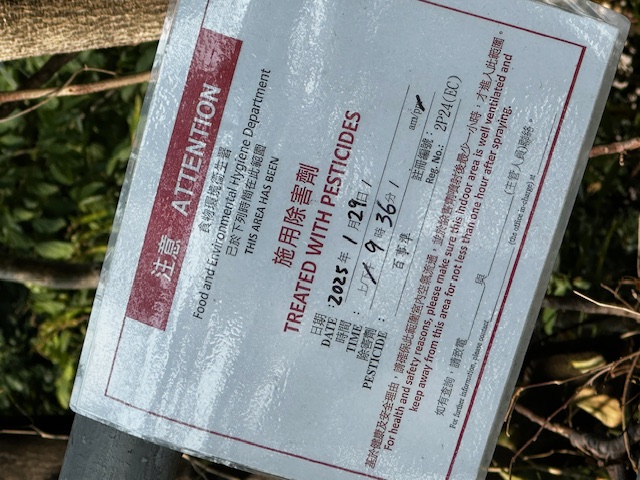 注意 ATTENTION
食物環境衞生署
Food and Environmental Hygiene Department
已於下列時間在此範圍
THIS AREA HAS BEEN
施用除害劑
TREATED WITH PESTICIDES
日期
DATE : 2025 年 1 月 29 日
時間 上/下午 9 時 36 分
TIME : am/pm
除害劑 百事準 註冊編號：
PESTICIDE : Reg. No.: 2P24(EC)
基於健康及安全理由，請確保此範圍室內空氣流通，並於除害劑噴射後最少一小時，才進入此範圍。
For health and safety reasons, please make sure this indoor area is well ventilated and
keep away from this area for not less than one hour after spraying.
如有查詢，請致電 與 (主管人員)聯絡。
For further information, please contact (the office in-charge) at